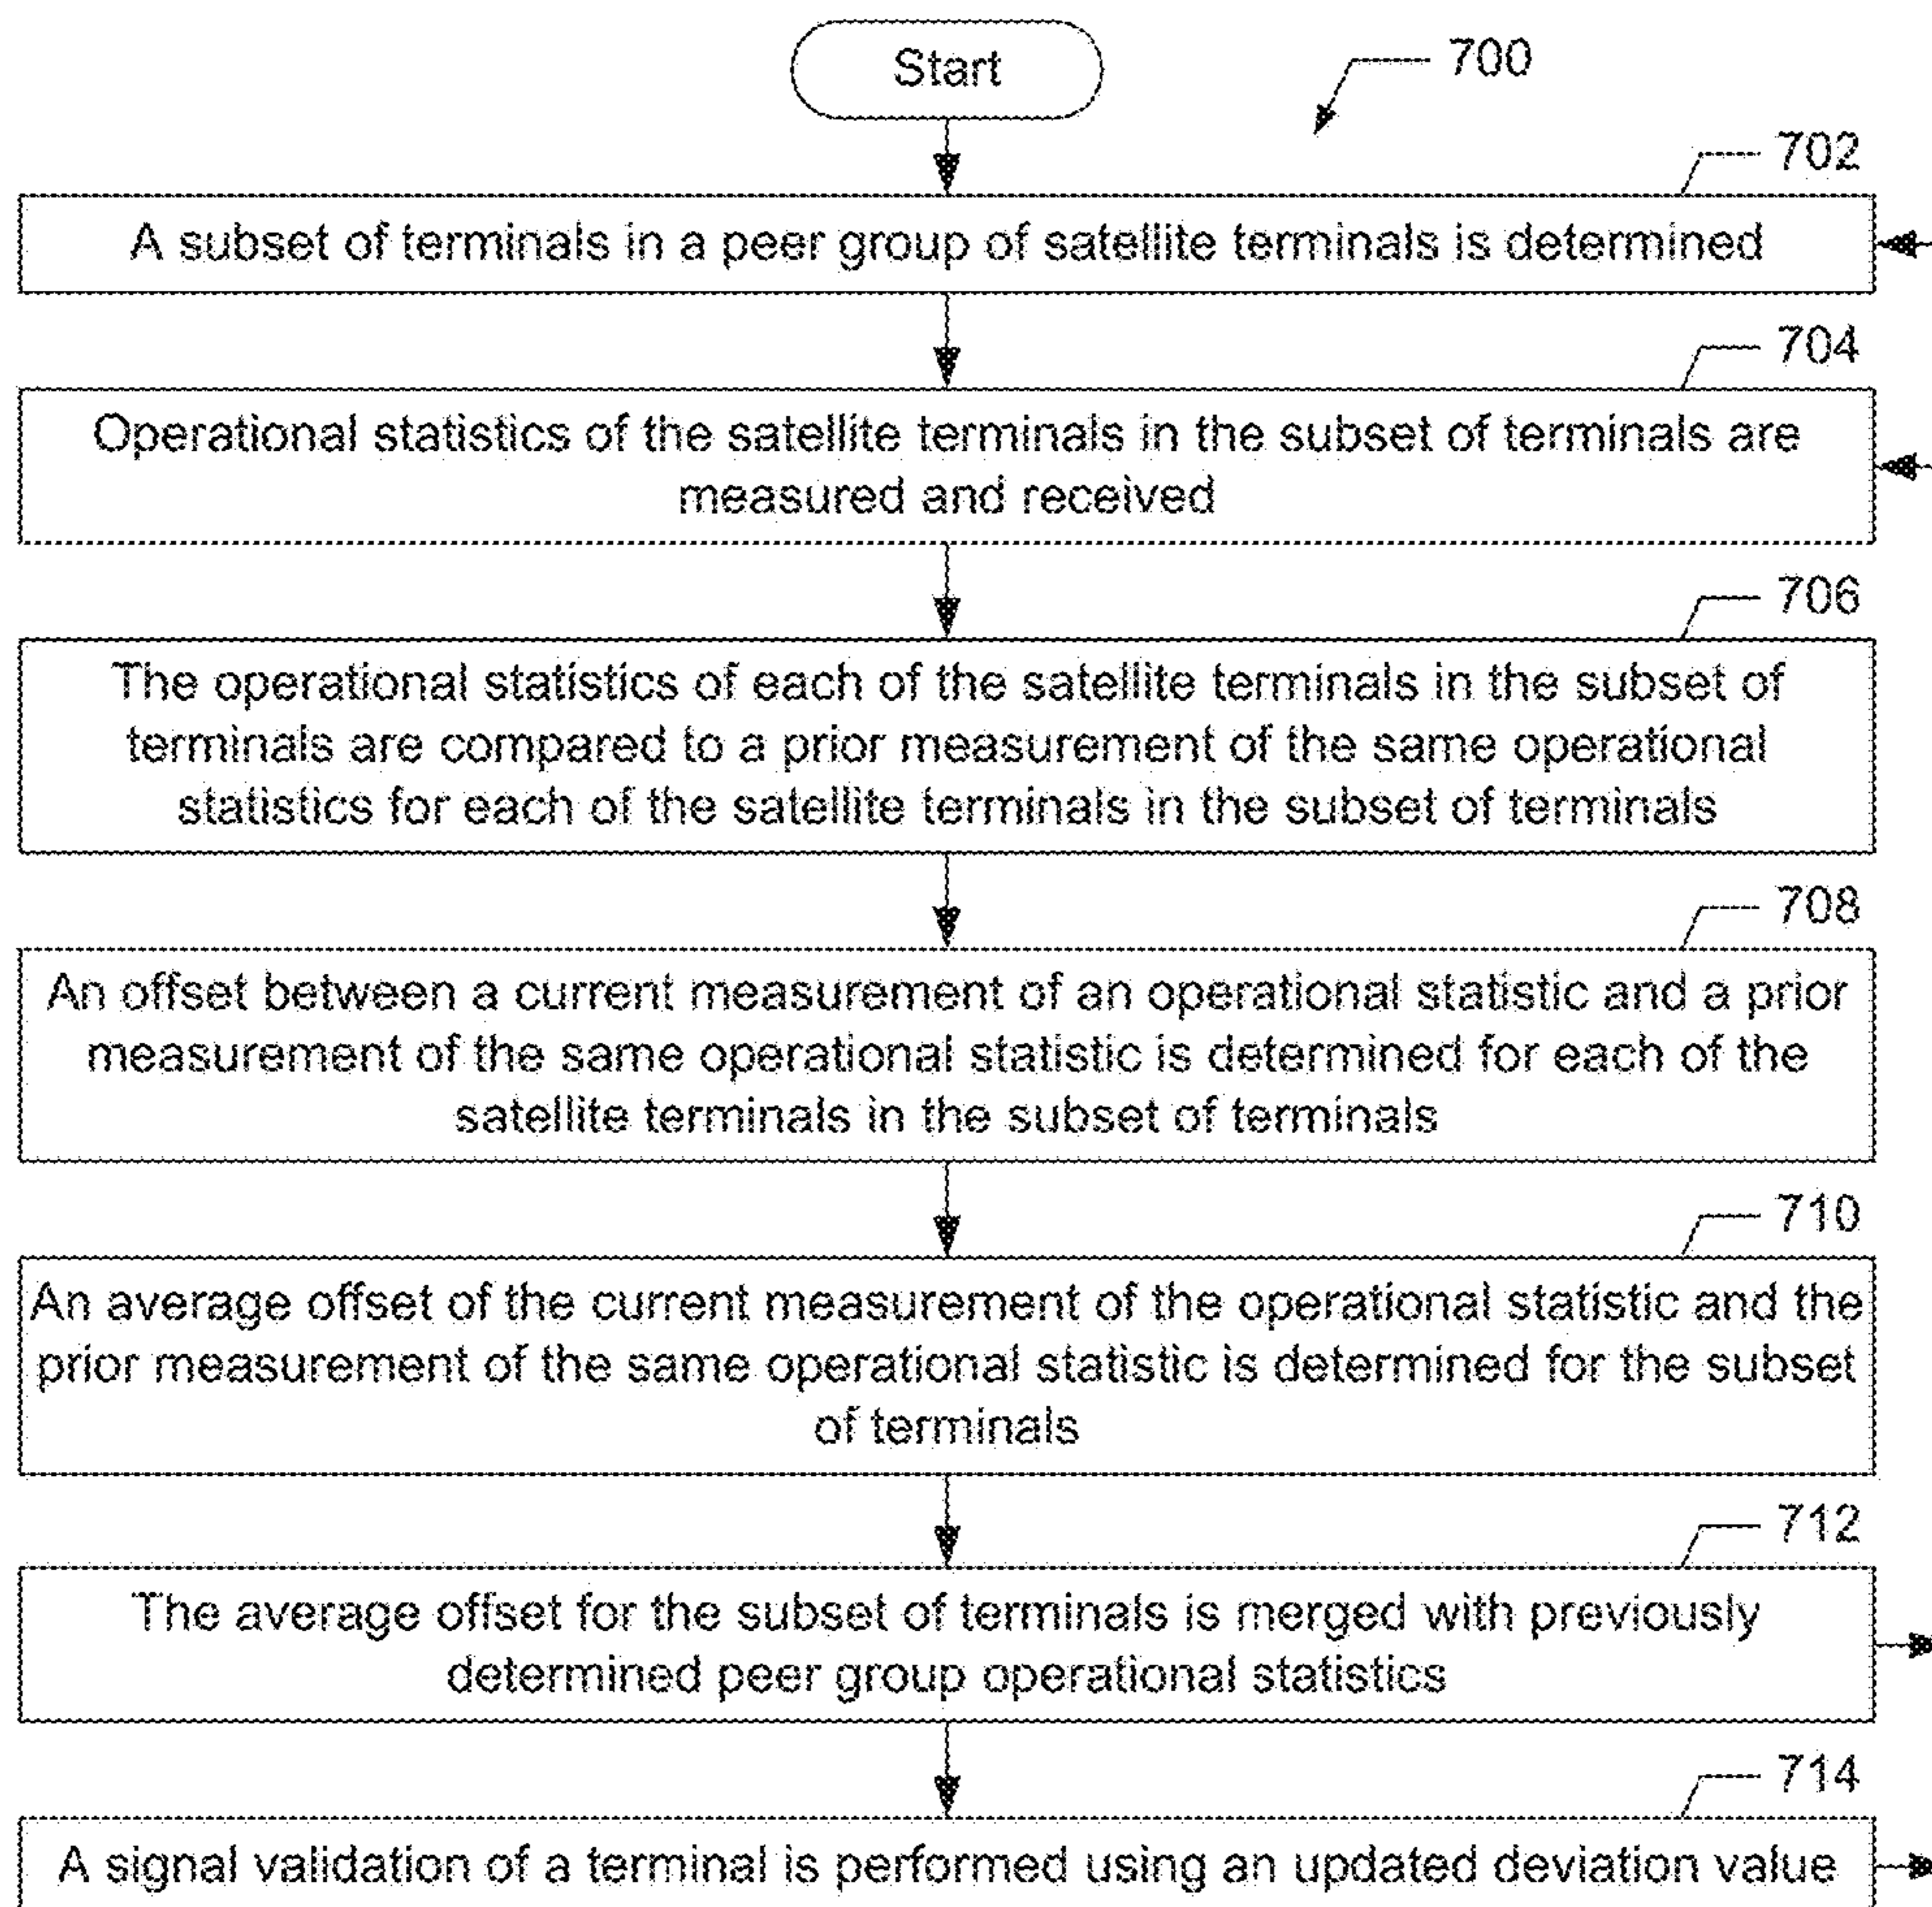 Start
700
702
A subset of terminals in a peer group of satellite terminals is determined
704
Operational statistics of the satellite terminals in the subset of terminals are
measured and received
706
The operational statistics of each of the satellite terminals in the subset of
terminals are compared to a prior measurement of the same operational
statistics for each of the satellite terminals in the subset of terminals
708
An offset between a current measurement of an operational statistic and a prior
measurement of the same operational statistic is determined for each of the
satellite terminals in the subset of terminals
710
An average offset of the current measurement of the operational statistic and the
prior measurement of the same operational statistic is determined for the subset
of terminals
712
The average offset for the subset of terminals is merged with previously
determined peer group operational statistics
714
A signal validation of a terminal is performed using an updated deviation value